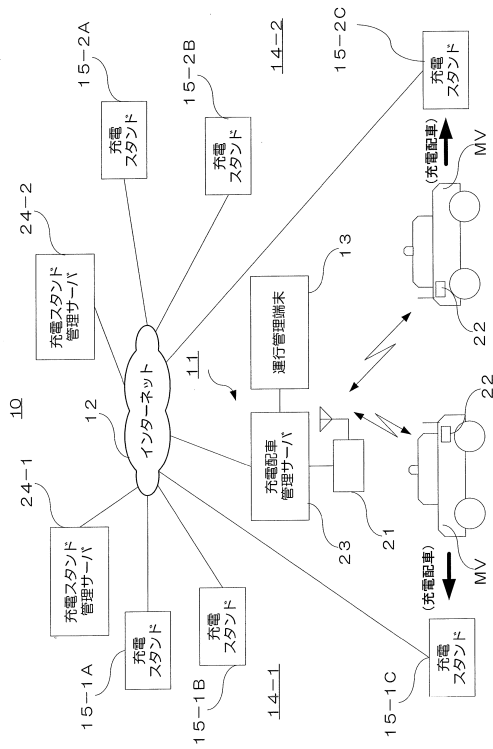 10
24-1
充電スタンド
管理サーバ
24-2
充電スタンド
管理サーバ
12
インターネット
15-1A
充電
スタンド
15-1B
充電
スタンド
14-1
15-1C
充電
スタンド
15-2A
充電
スタンド
15-2B
充電
スタンド
14-2
15-2C
充電
スタンド
11
充電配車
管理サーバ
23
運行管理端末
13
21
22
MV
(充電配車)
22
MV
(充電配車)